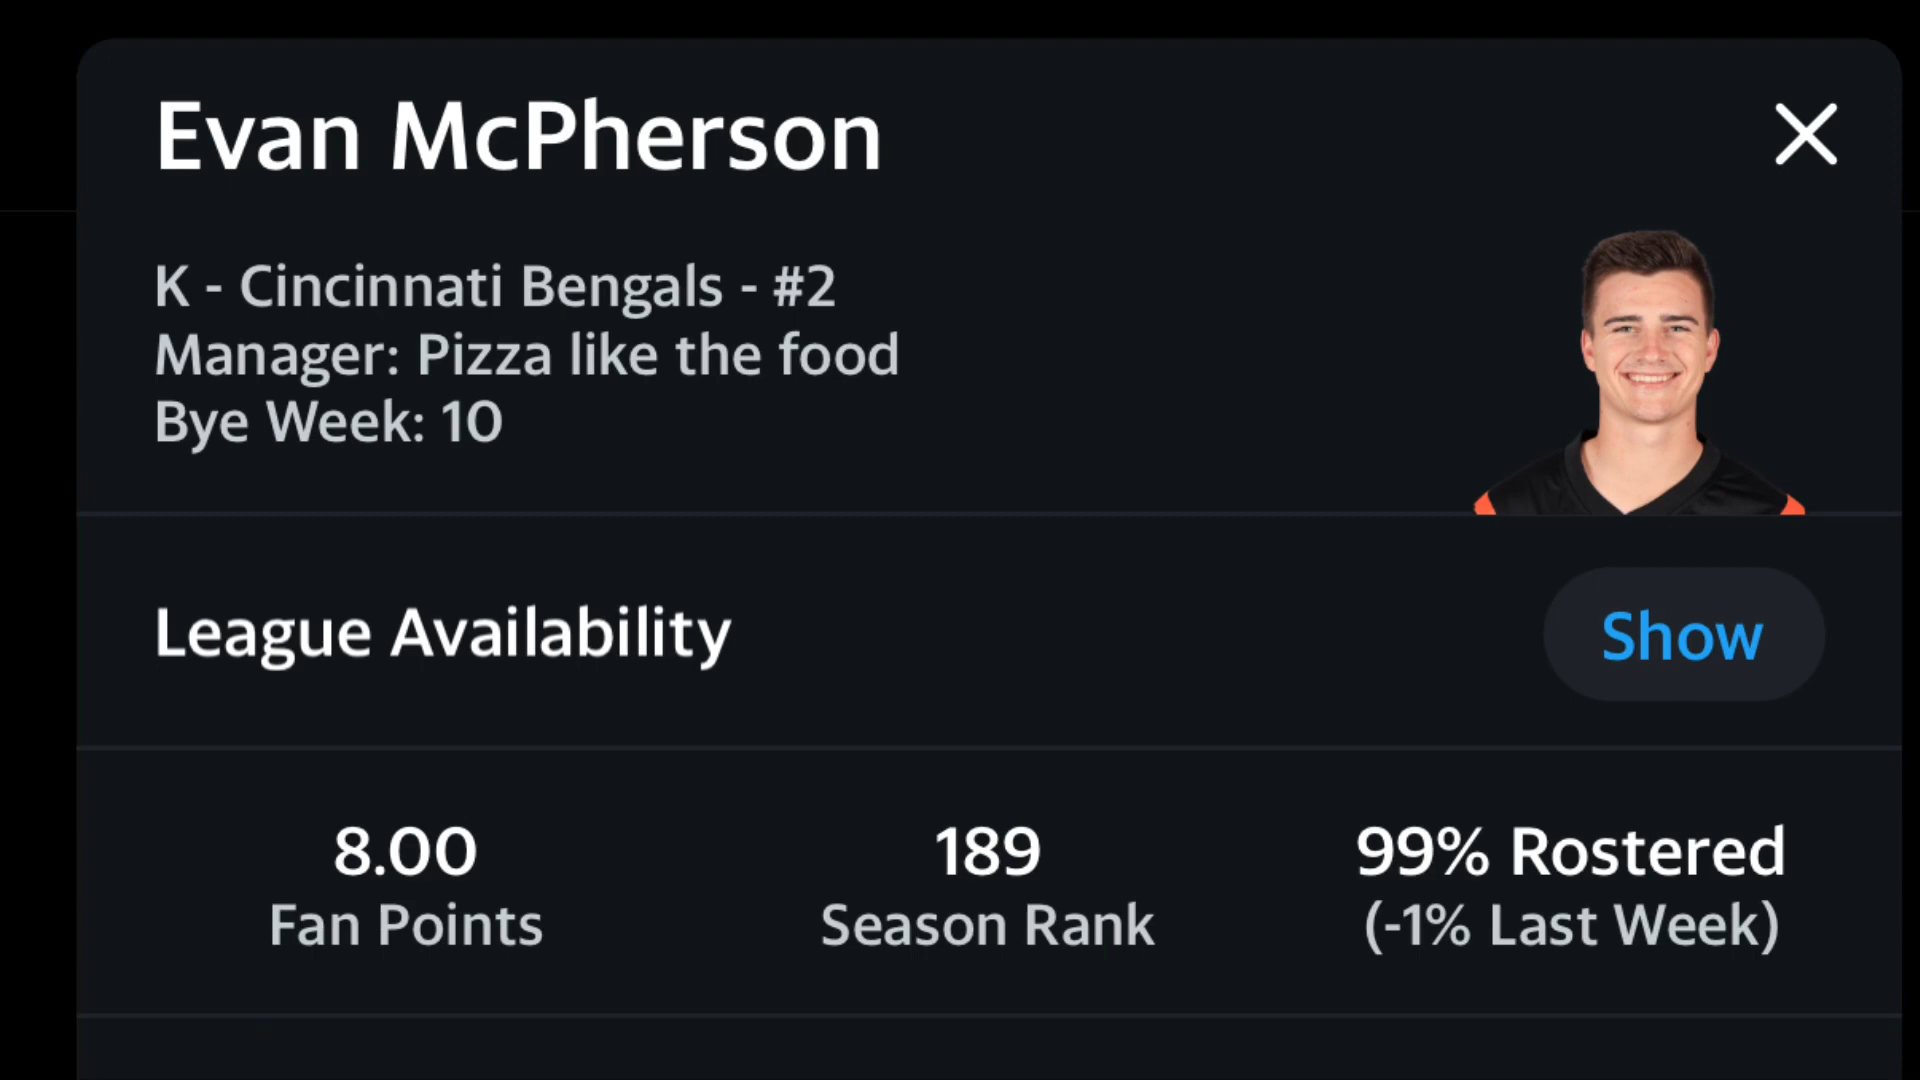 Evan McPherson
K - Cincinnati Bengals - #2
Manager: Pizza like the food
Bye Week: 10
League Availability
Show
8.00
Fan Points
189
Season Rank
99% Rostered
(-1% Last Week)